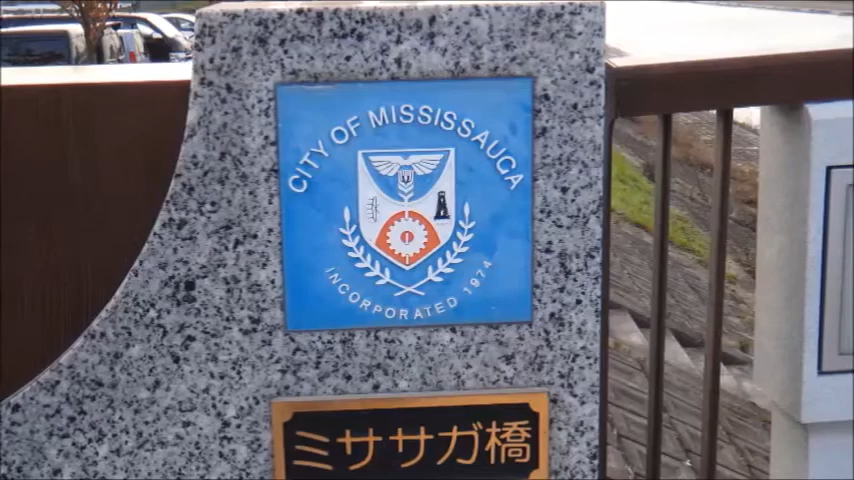 CITY OF MISSISSAUGA
INCORPORATED 1974
ミササガ橋